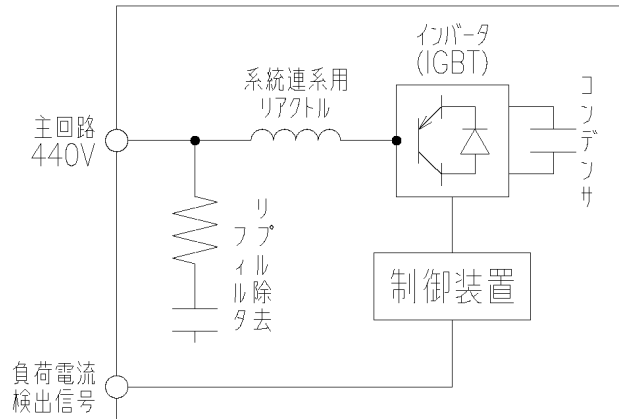 インバータ
(IGBT)
系統連系用
リアクトル
コンデンサ
主回路
440V
リプル除去
フィルタ
制御装置
負荷電流
検出信号